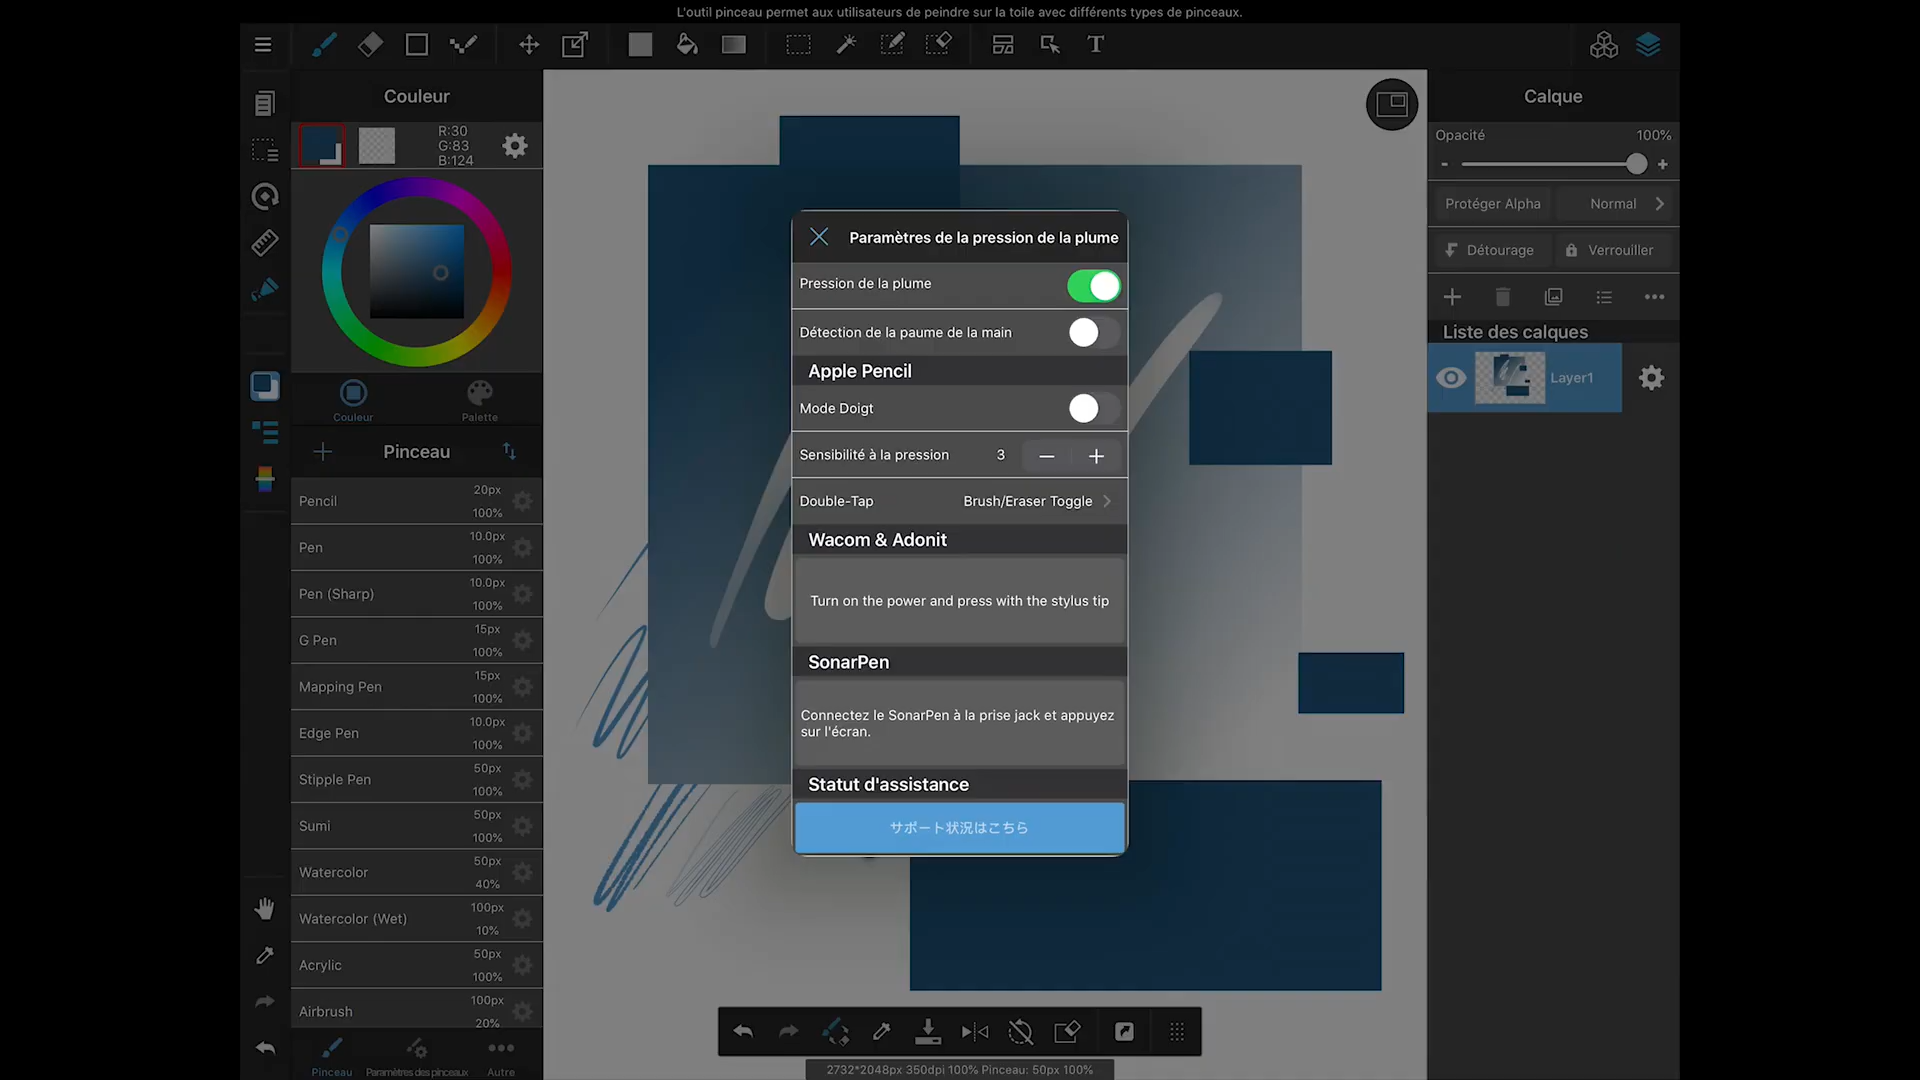 L'outil pinceau permet aux utilisateurs de peindre sur la toile avec différents types de pinceaux.
T
Couleur
R:30
G:83
B:124
Couleur
Palette
Pinceau
Pencil
20px
100%
Pen
10.0px
100%
Pen (Sharp)
10.0px
100%
G Pen
15px
100%
Mapping Pen
15px
100%
Edge Pen
10.0px
100%
Stipple Pen
50px
100%
Sumi
50px
100%
Watercolor
50px
40%
Watercolor (Wet)
100px
10%
Acrylic
50px
100%
Airbrush
100px
20%
Pinceau
Paramètres des pinceaux
Autre
Paramètres de la pression de la plume
Pression de la plume
Détection de la paume de la main
Apple Pencil
Mode Doigt
Sensibilité à la pression 3
Double-Tap Brush/Eraser Toggle
Wacom & Adonit
Turn on the power and press with the stylus tip
SonarPen
Connectez le SonarPen à la prise jack et appuyez
sur l'écran.
Statut d'assistance
サポート状況はこちら
2732*2048px 350dpi 100% Pinceau: 50px 100%
Calque
Opacité 100%
Protéger Alpha
Normal
Détourage
Verrouiller
Liste des calques
Layer1